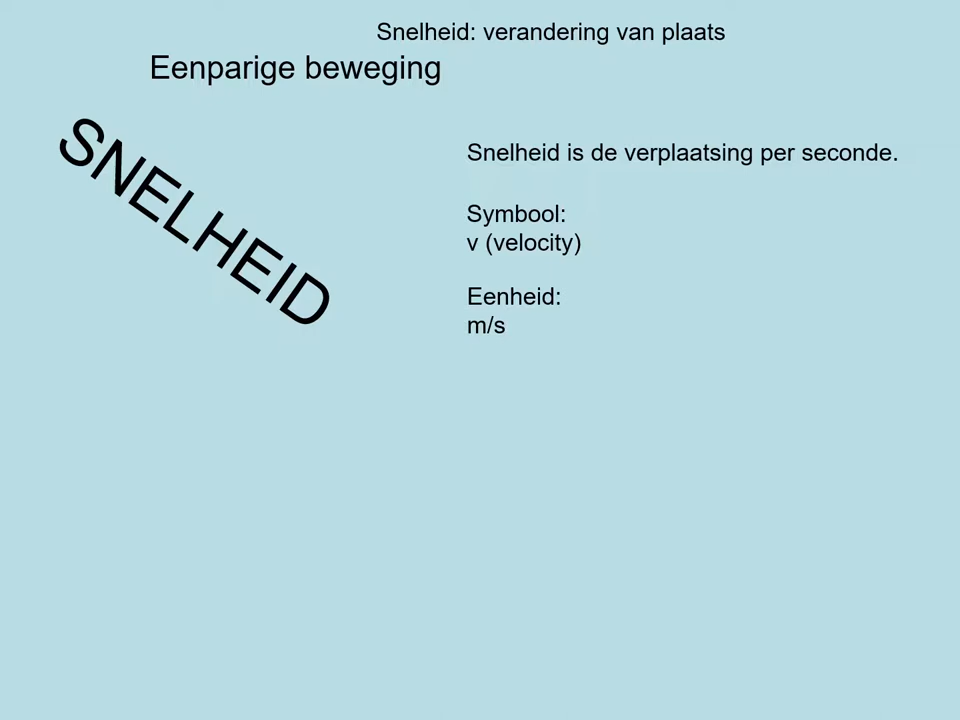 Snelheid: verandering van plaats
Eenparige beweging
SNELHEID
Snelheid is de verplaatsing per seconde.
Symbool:
v (velocity)
Eenheid:
m/s